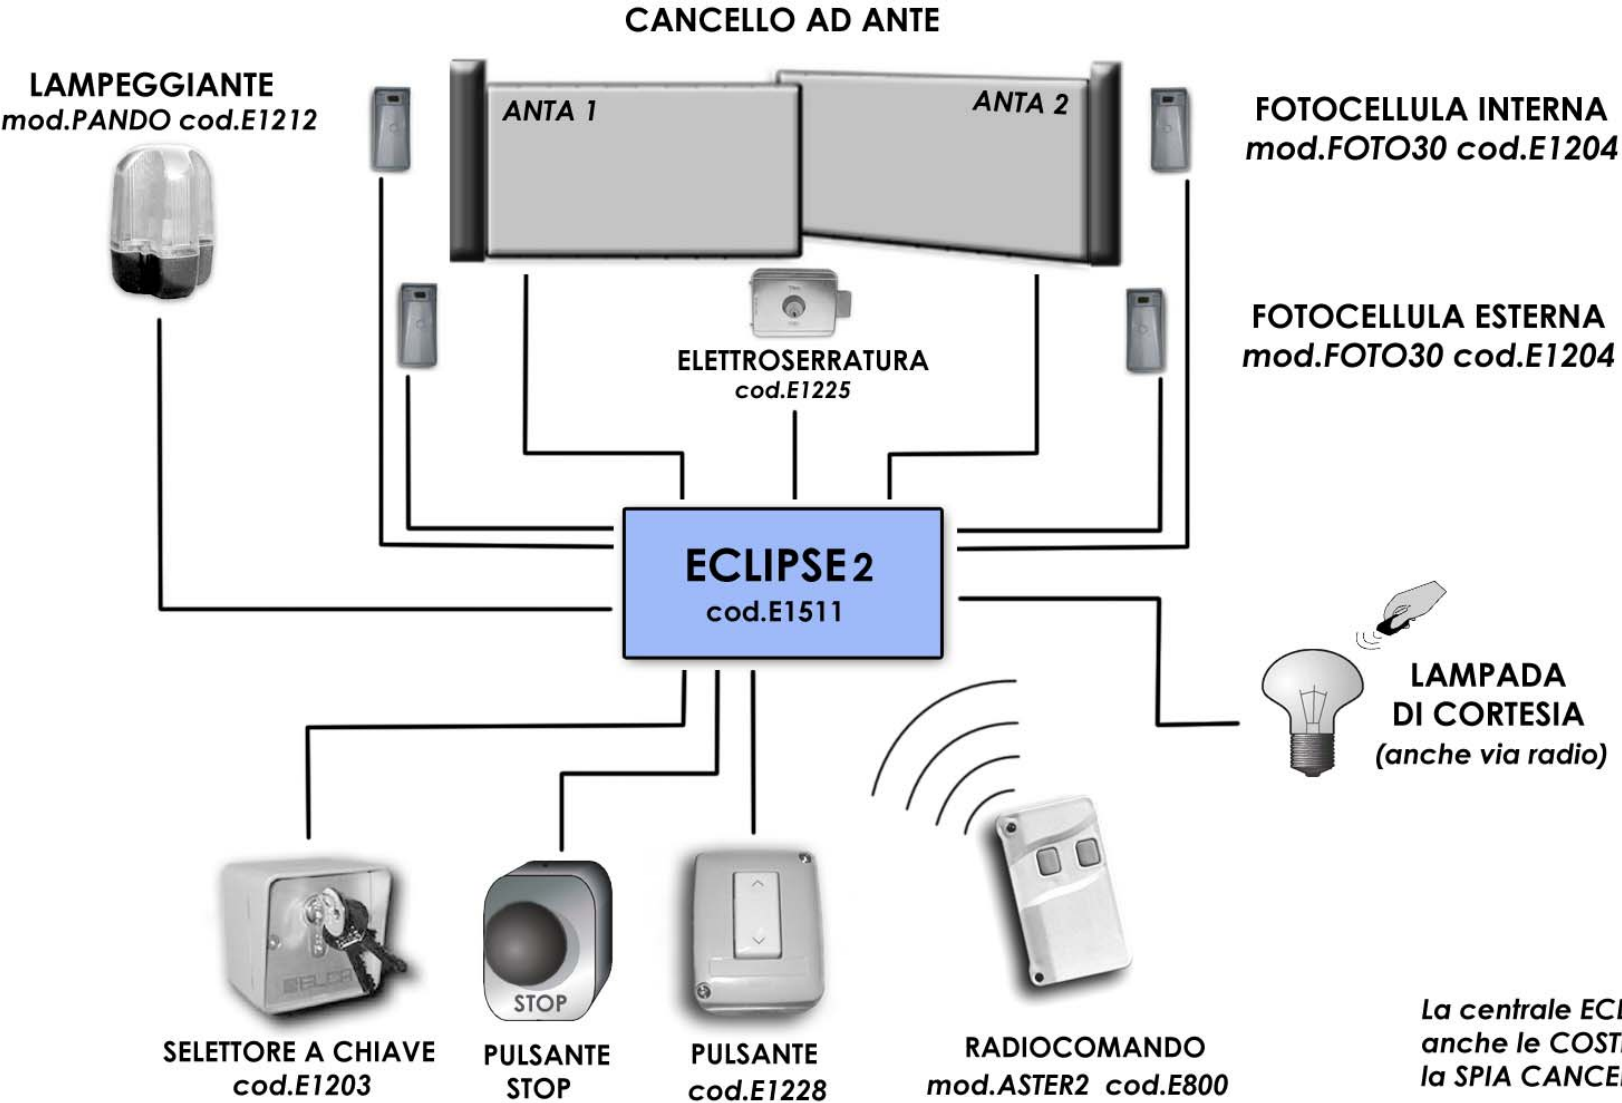 CANCELLO AD ANTE
LAMPEGGIANTE
mod.PANDO cod.E1212
ANTA 1
ANTA 2
FOTOCELLULA INTERNA
mod.FOTO30 cod.E1204
FOTOCELLULA ESTERNA
mod.FOTO30 cod.E1204
ELETTROSERRATURA
cod.E1225
ECLIPSE2
cod.E1511
LAMPADA
DI CORTESIA
(anche via radio)
ELCA
STOP
SELETTORE A CHIAVE
cod.E1203
PULSANTE
STOP
PULSANTE
cod.E1228
RADIOCOMANDO
mod.ASTER2 cod.E800
La centrale
anche le
la SPIA